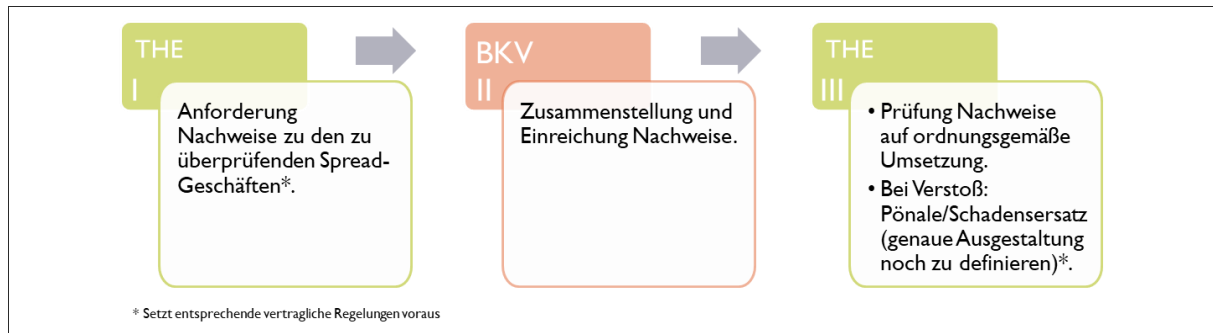 THE
I
Anforderung
Nachweise zu den zu
überprüfenden Spread-
Geschäften*.
BKV
II
Zusammenstellung und
Einreichung Nachweise.
THE
III
• Prüfung Nachweise
auf ordnungsgemäße
Umsetzung.
• Bei Verstoß:
Pönale/Schadensersatz
(genaue Ausgestaltung
noch zu definieren)*.
* Setzt entsprechende vertragliche Regelungen voraus